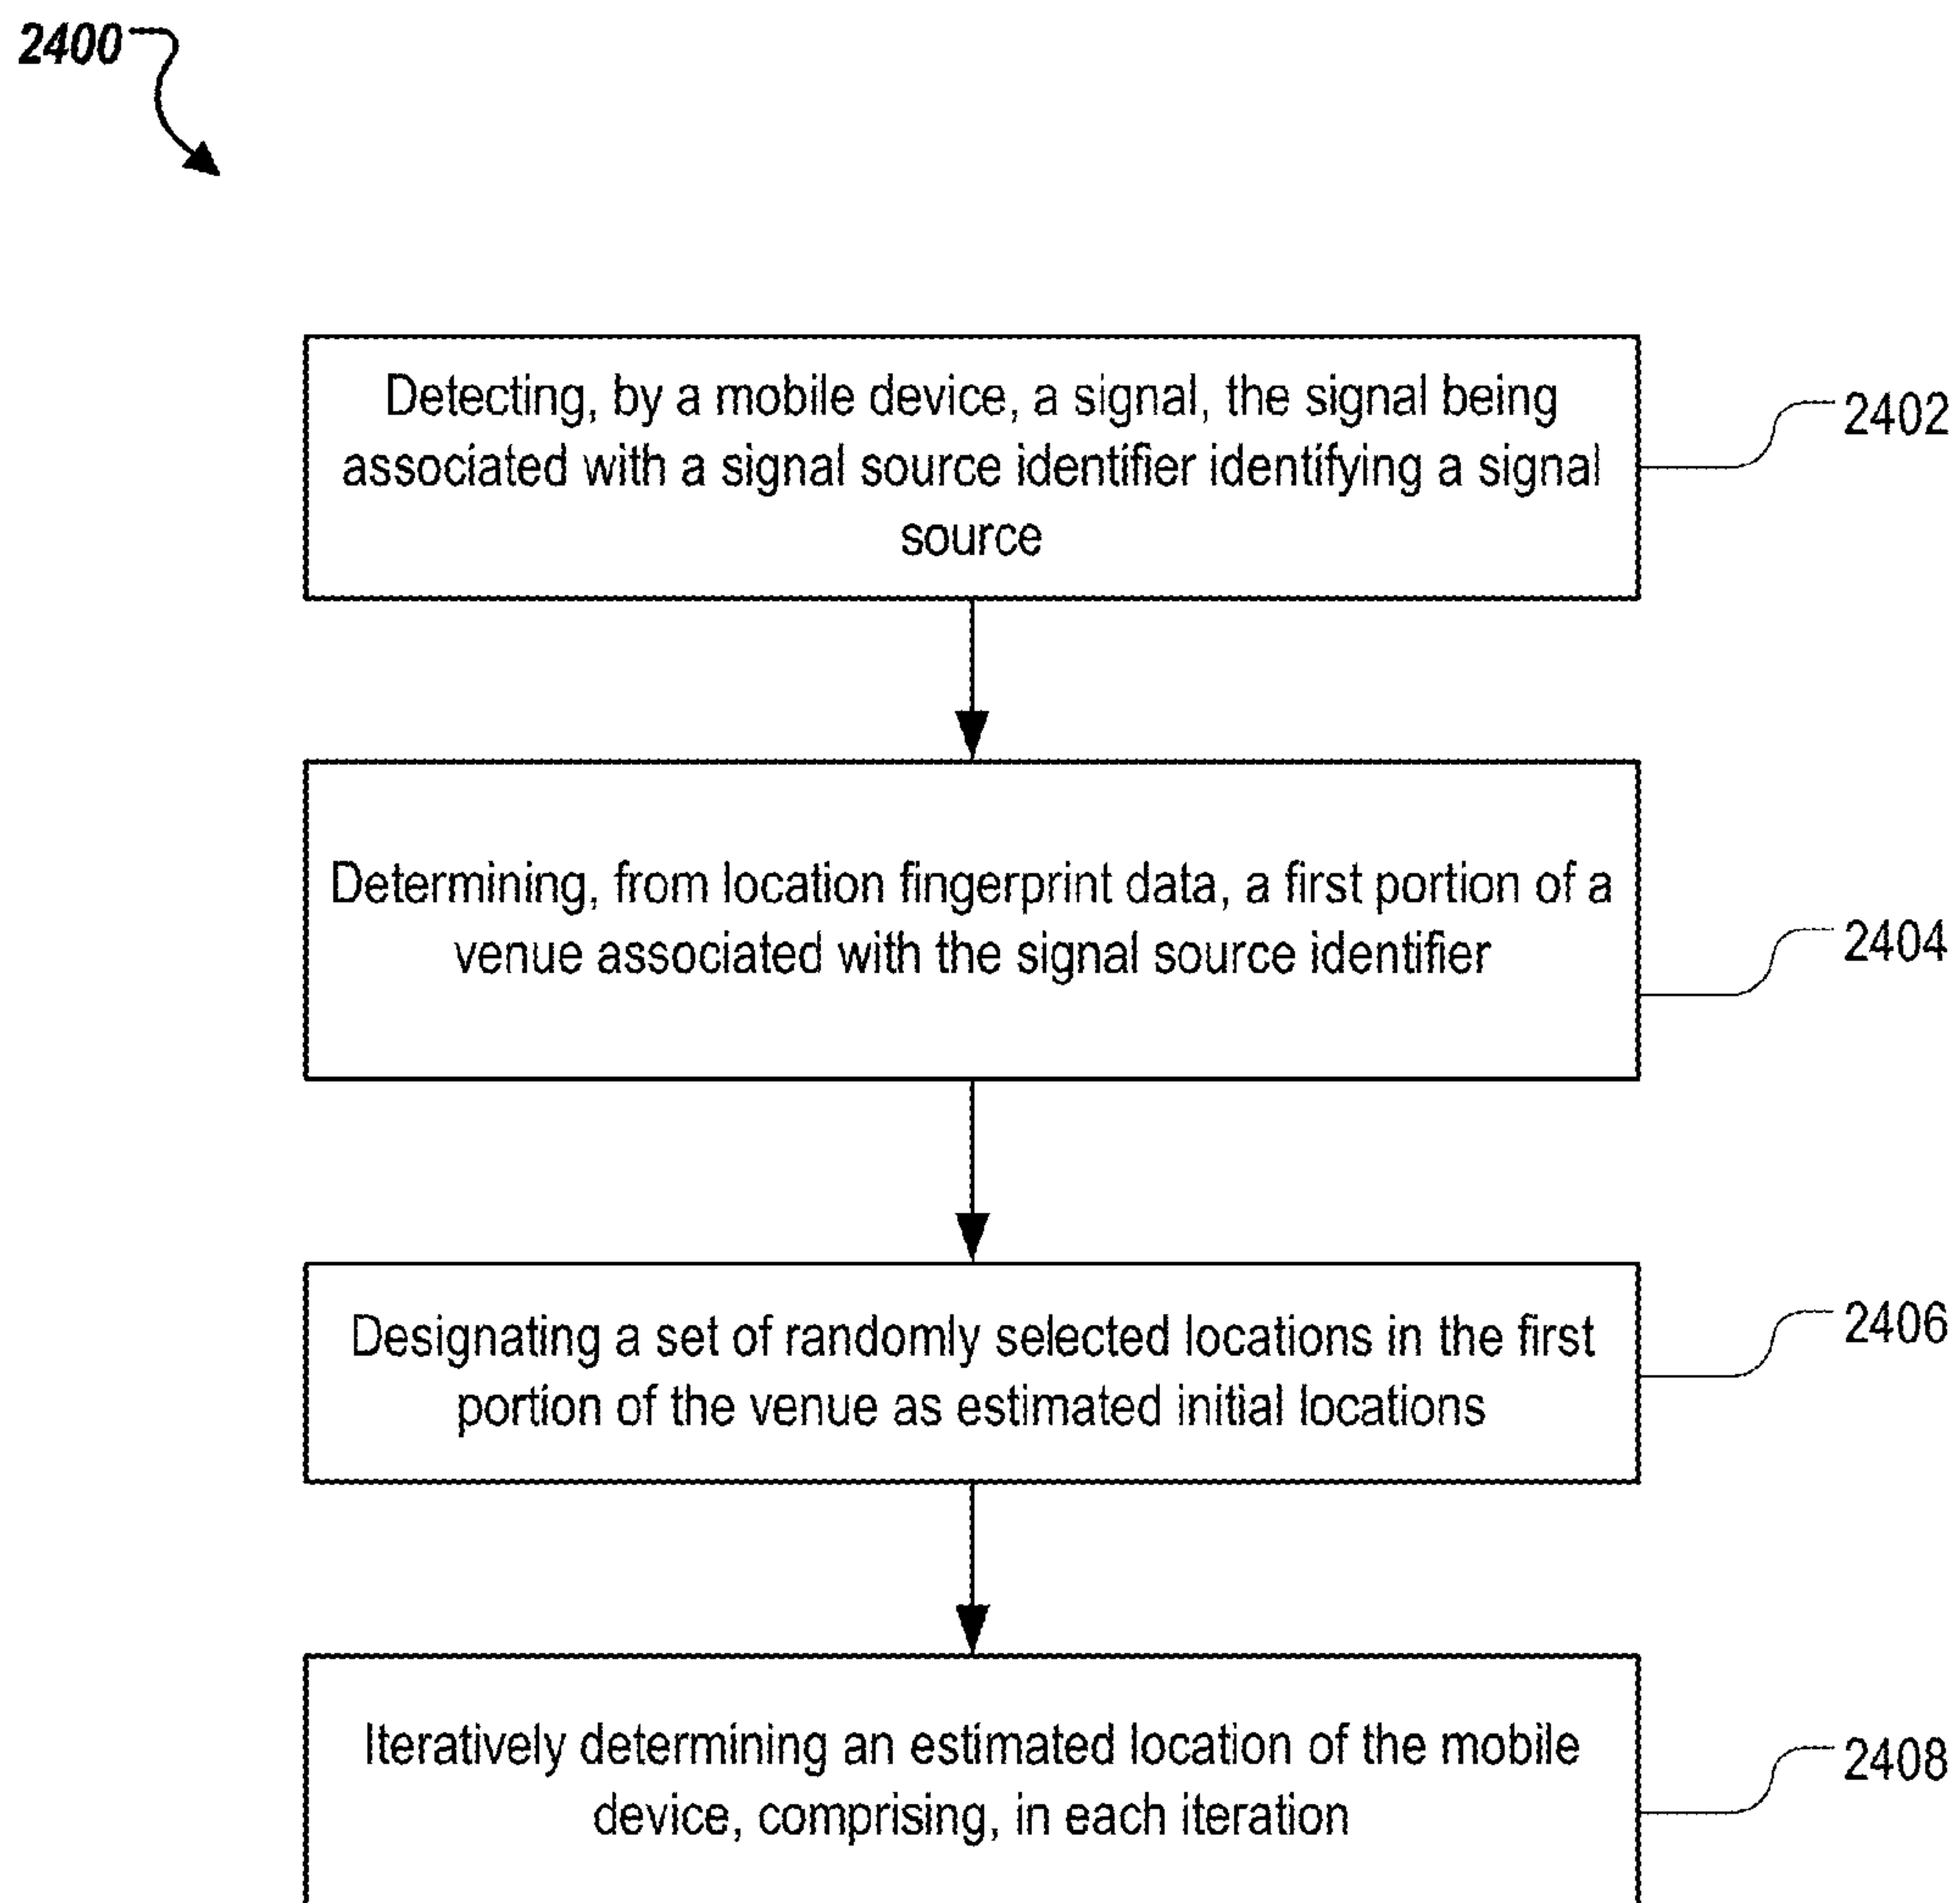 2400
Detecting, by a mobile device, a signal, the signal being
associated with a signal source identifier identifying a signal
source
2402
Determining, from location fingerprint data, a first portion of a
venue associated with the signal source identifier
2404
Designating a set of randomly selected locations in the first
portion of the venue as estimated initial locations
2406
Iteratively determining an estimated location of the mobile
device, comprising, in each iteration
2408